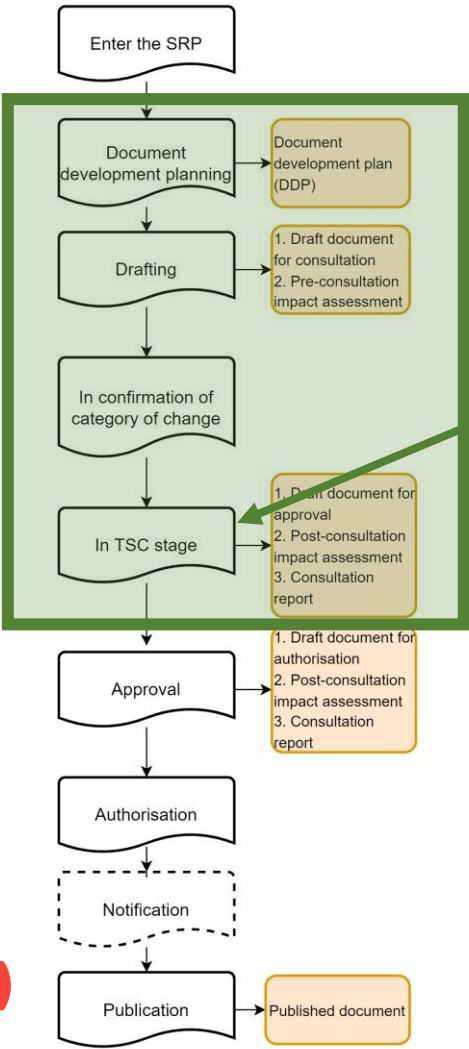 Enter the SRP
Document
development planning
Document
development plan
(DDP)
Drafting
1. Draft document
for consultation
2. Pre-consultation
impact assessment
In confirmation of
category of change
In TSC stage
1. Draft document for
approval
2. Post-consultation
impact assessment
3. Consultation
report
Approval
1. Draft document for
authorisation
2. Post-consultation
impact assessment
3. Consultation
report
Authorisation
Notification
Publication
Published document